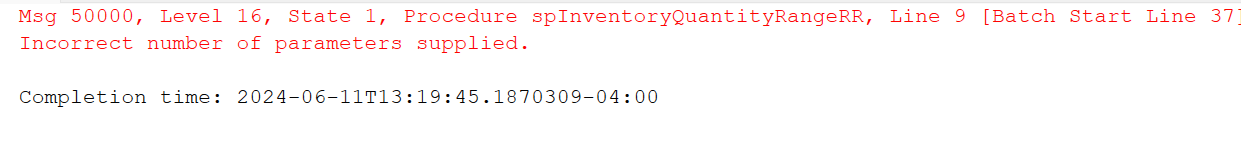 Msg 50000, Level 16, State 1, Procedure spInventoryQuantityRangeRR, Line 9 [Batch Start Line 37]
Incorrect number of parameters supplied.
Completion time: 2024-06-11T13:19:45.1870309-04:00